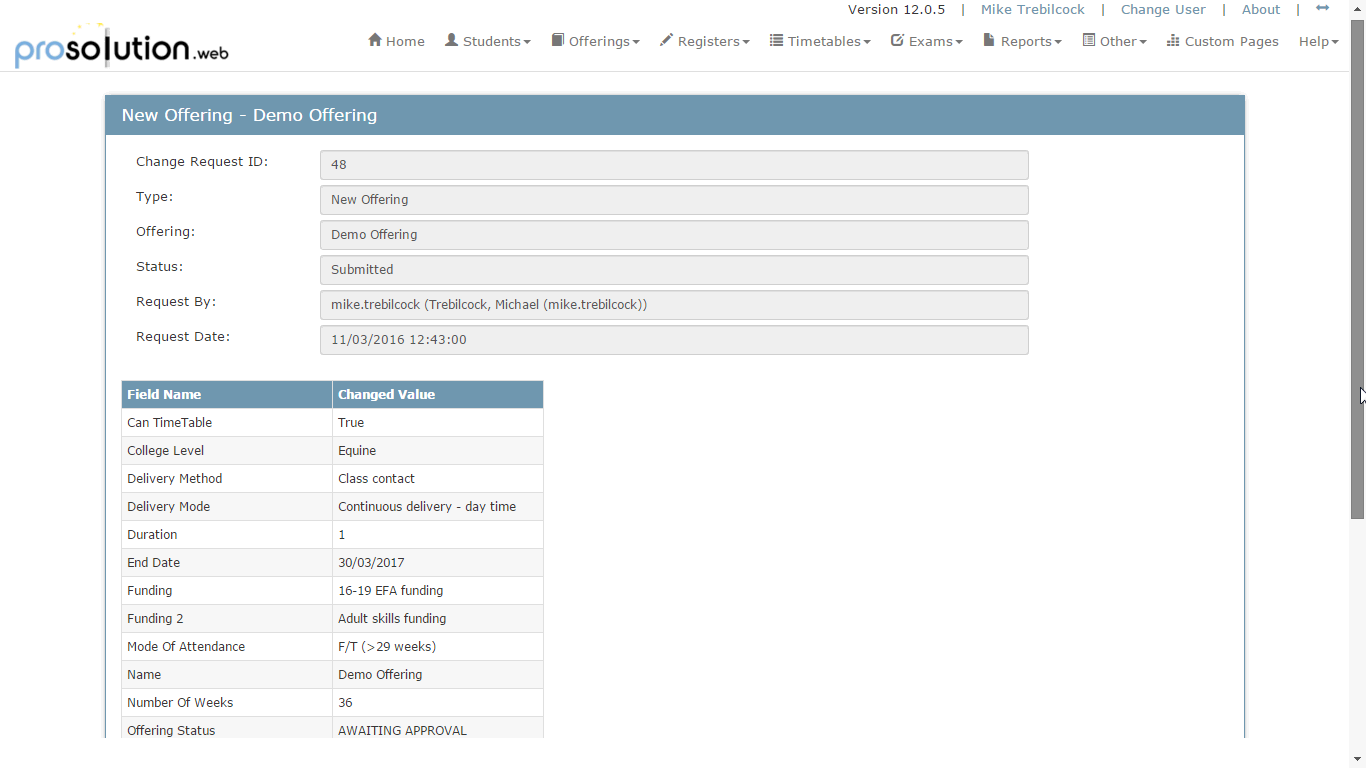 Version 12.0.5 | Mike Trebilcock | Change User | About |
prosolution.web Home Students Offerings Registers Timetables Exams Reports Other Custom Pages Help
New Offering - Demo Offering
Change Request ID: 48
Type: New Offering
Offering: Demo Offering
Status: Submitted
Request By: mike.trebilcock (Trebilcock, Michael (mike.trebilcock))
Request Date: 11/03/2016 12:43:00
Field Name Changed Value
Can TimeTable True
College Level Equine
Delivery Method Class contact
Delivery Mode Continuous delivery - day time
Duration 1
End Date 30/03/2017
Funding 16-19 EFA funding
Funding 2 Adult skills funding
Mode Of Attendance F/T (>29 weeks)
Name Demo Offering
Number Of Weeks 36
Offering Status AWAITING APPROVAL